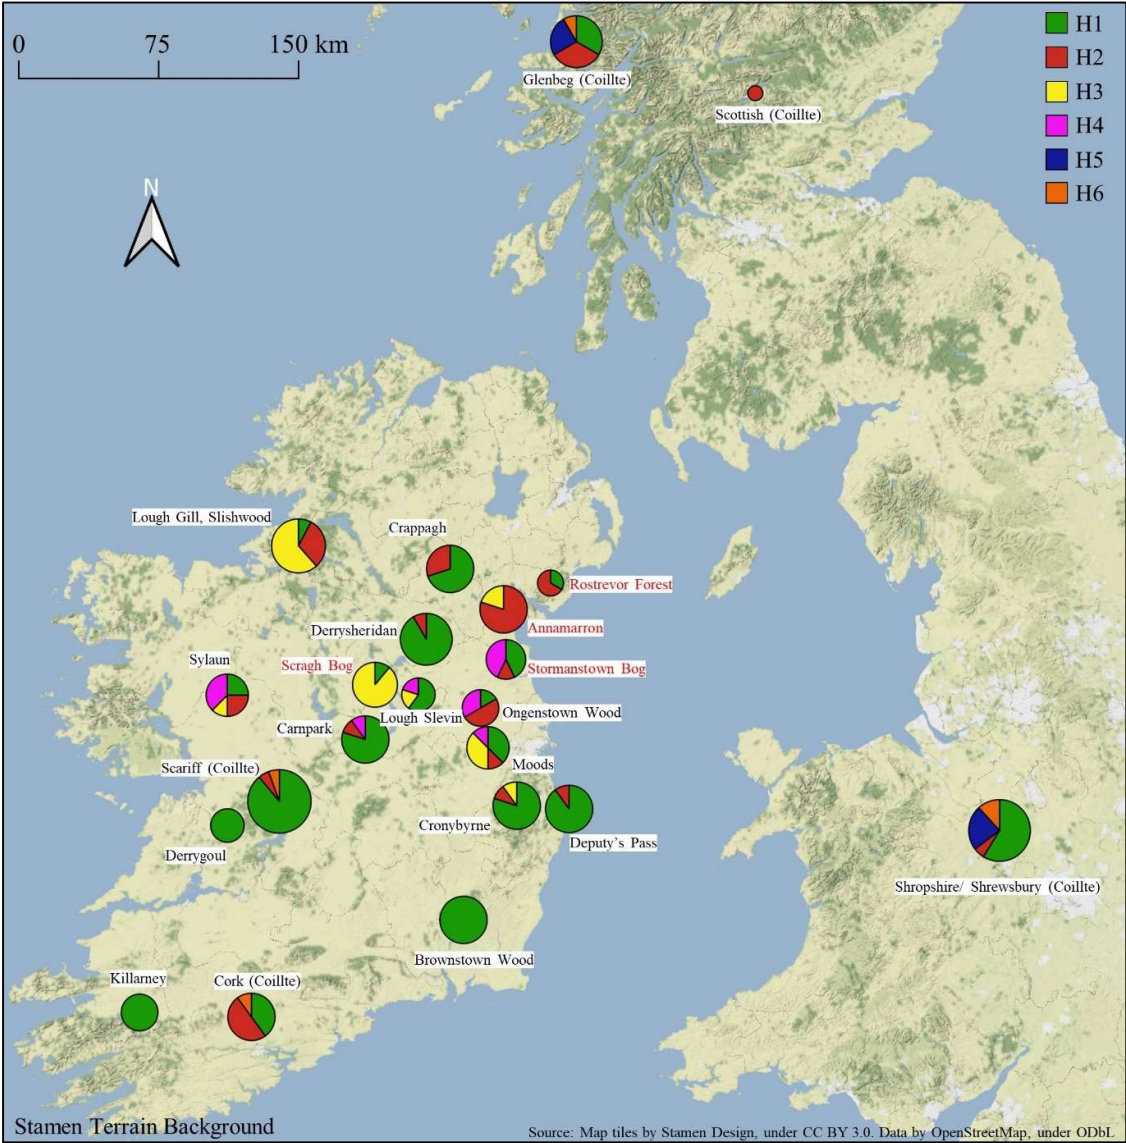 0 75 150 km
Glenbeg (Coillte)
Scottish (Coillte)
H1
H2
H3
H4
H5
H6
N
Lough Gill, Slishwood
Crappagh
Rostrevor Forest
Annamarron
Derrysheridan
Stormanstown Bog
Sylaun
Scragh Bog
Lough Slevin
Ongenstown Wood
Carnpark
Moods
Scariff (Coillte)
Cronybyrne
Deputy's Pass
Derrygoul
Shropshire/ Shrewsbury (Coillte)
Brownstown Wood
Killarney
Cork (Coillte)
Stamen Terrain Background
Source: Map tiles by Stamen Design, under CC BY 3.0. Data by OpenStreetMap, under ODbL